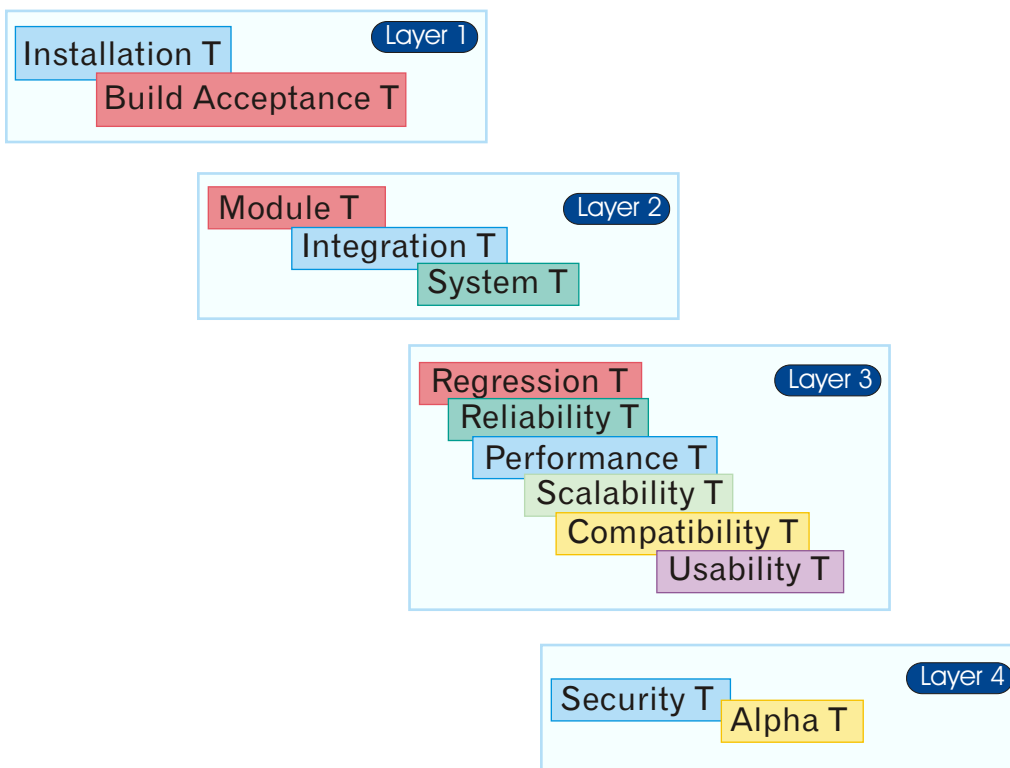 Installation T
Layer 1
Build Acceptance T
Module T
Layer 2
Integration T
System T
Regression T
Layer 3
Reliability T
Performance T
Scalability T
Compatibility T
Usability T
Layer 4
Security T
Alpha T